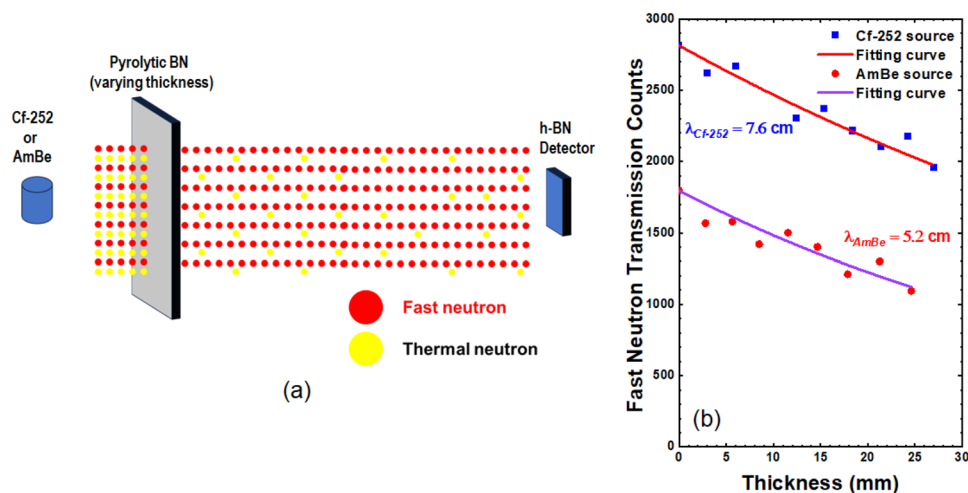 Pyrolytic BN
(varying thickness)
Cf-252
or
AmBe
h-BN
Detector
Fast neutron
Thermal neutron
(a)
3000
2500
2000
1500
1000
500
0
Fast Neutron Transmission Counts
Cf-252 source
Fitting curve
AmBe source
Fitting curve
λCf-252 = 7.6 cm
λAmBe = 5.2 cm
(b)
0 5 10 15 20 25 30
Thickness (mm)